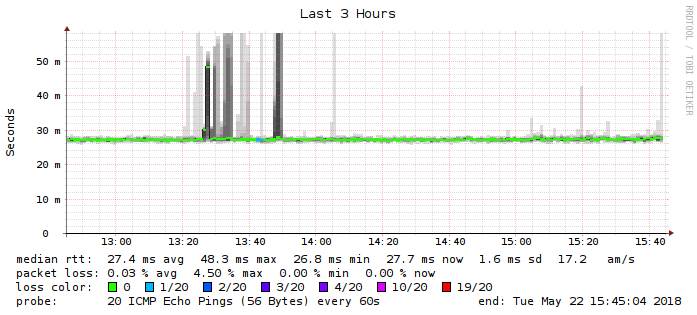 Last 3 Hours
RRDTOOL / TOBI OETIKER
Seconds
50 m
40 m
30 m
20 m
10 m
0
13:00 13:20 13:40 14:00 14:20 14:40 15:00 15:20 15:40
median rtt: 27.4 ms avg 48.3 ms max 26.8 ms min 27.7 ms now 1.6 ms sd 17.2 am/s
packet loss: 0.03 % avg 4.50 % max 0.00 % min 0.00 % now
loss color: 0 1/20 2/20 3/20 4/20 10/20 19/20
probe: 20 ICMP Echo Pings (56 Bytes) every 60s end: Tue May 22 15:45:04 2018